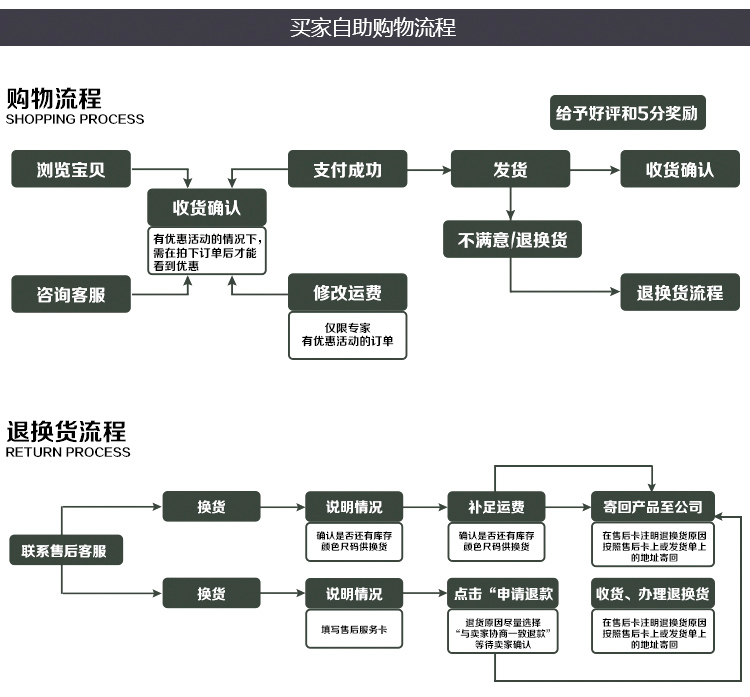 买家自助购物流程
购物流程
SHOPPING PROCESS
给予好评和5分奖励
浏览宝贝
支付成功
发货
收货确认
收货确认
有优惠活动的情况下，
需在拍下订单后才能
看到优惠
不满意/退换货
咨询客服
修改运费
退换货流程
仅限专家
有优惠活动的订单
退换货流程
RETURN PROCESS
换货
说明情况
补足运费
寄回产品至公司
确认是否还有库存
颜色尺码供换货
确认是否还有库存
颜色尺码供换货
在售后卡注明退换货原因
按照售后卡上或发货单上
的地址寄回
联系售后客服
换货
说明情况
点击“申请退款
收货、办理退换货
填写售后服务卡
退货原因尽量选择
“与卖家协商一致退款”
等待卖家确认
在售后卡注明退换货原因
按照售后卡上或发货单上
的地址寄回